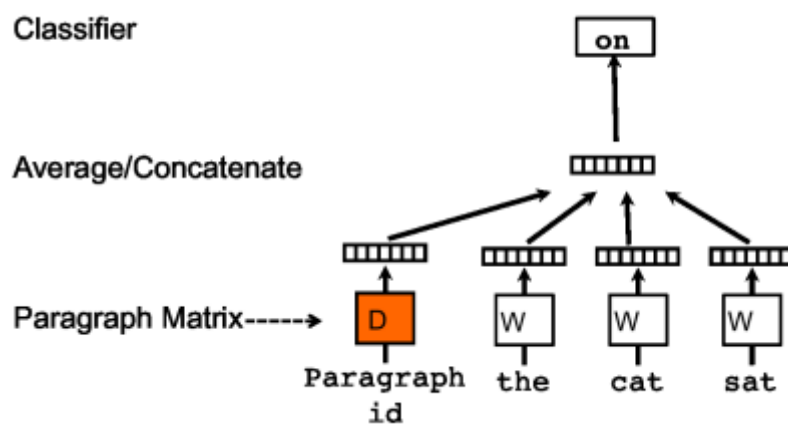 Classifier
on
Average/Concatenate
Paragraph Matrix----->
D
W
W
W
Paragraph
id
the
cat
sat